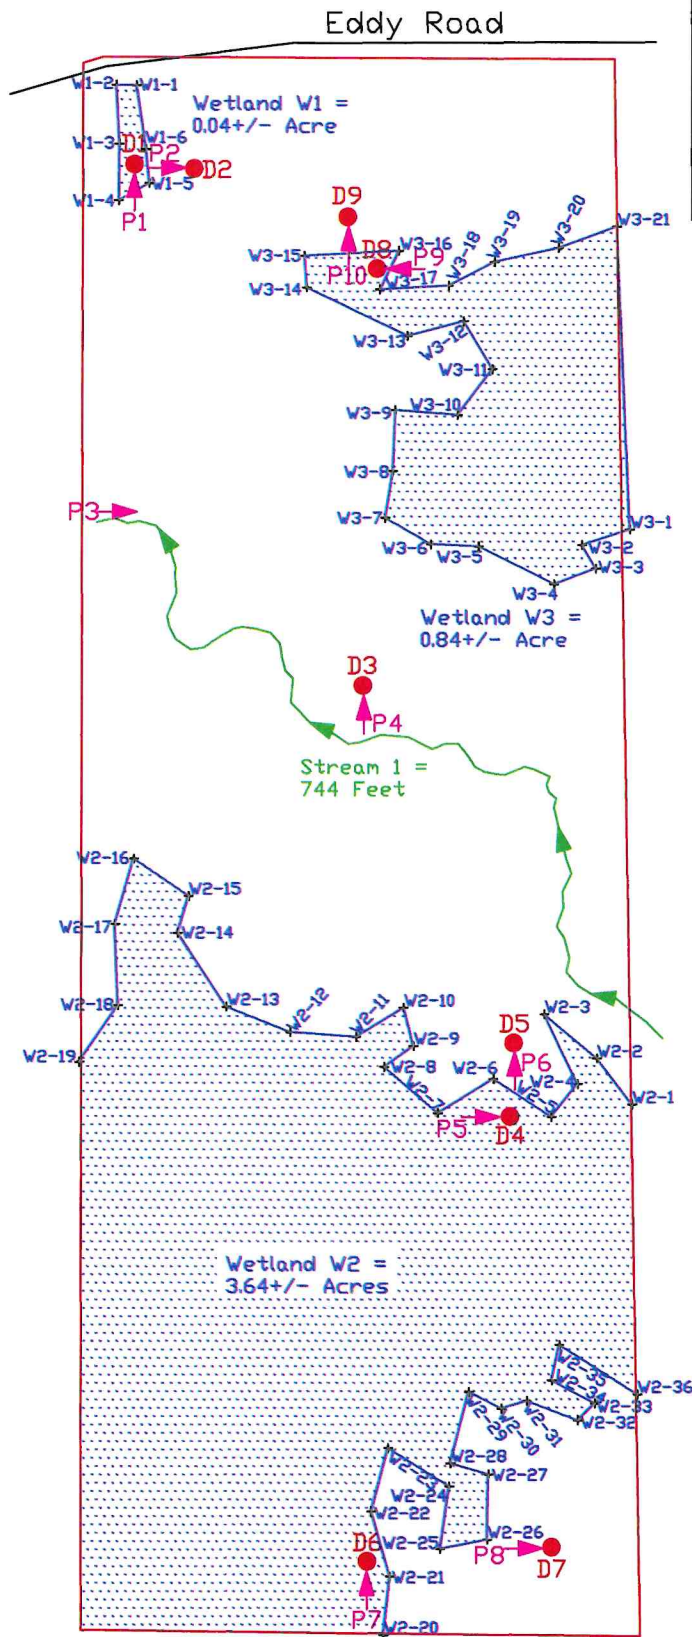 Eddy Road
W1-2 W1-1
Wetland W1 =
0.04+/- Acre
W1-3 D1 W1-6
P2 D2
W1-4 W1-5
P1
D9
W3-15 W3-16 W3-18 W3-19 W3-20 W3-21
D8 P9
P10 W3-17
W3-14
W3-13 W3-12
W3-11
W3-9 W3-10
W3-8
P3
W3-7 W3-1
W3-6 W3-5 W3-2
W3-3
W3-4
Wetland W3 =
0.84+/- Acre
D3
P4
Stream 1 =
744 Feet
W2-16
W2-15
W2-17
W2-14
W2-18 W2-13 W2-12 W2-11 W2-10 W2-3
W2-19 W2-9 D5 W2-2
W2-8 W2-6 P6 W2-4
W2-7 W2-5 W2-1
P5 D4
Wetland W2 =
3.64+/- Acres
W2-35
W2-34 W2-36
W2-29 W2-30 W2-31 W2-33
W2-32
W2-23 W2-28
W2-24 W2-27
W2-22
W2-25 W2-26
D6 P8 D7
W2-21
P7
W2-20